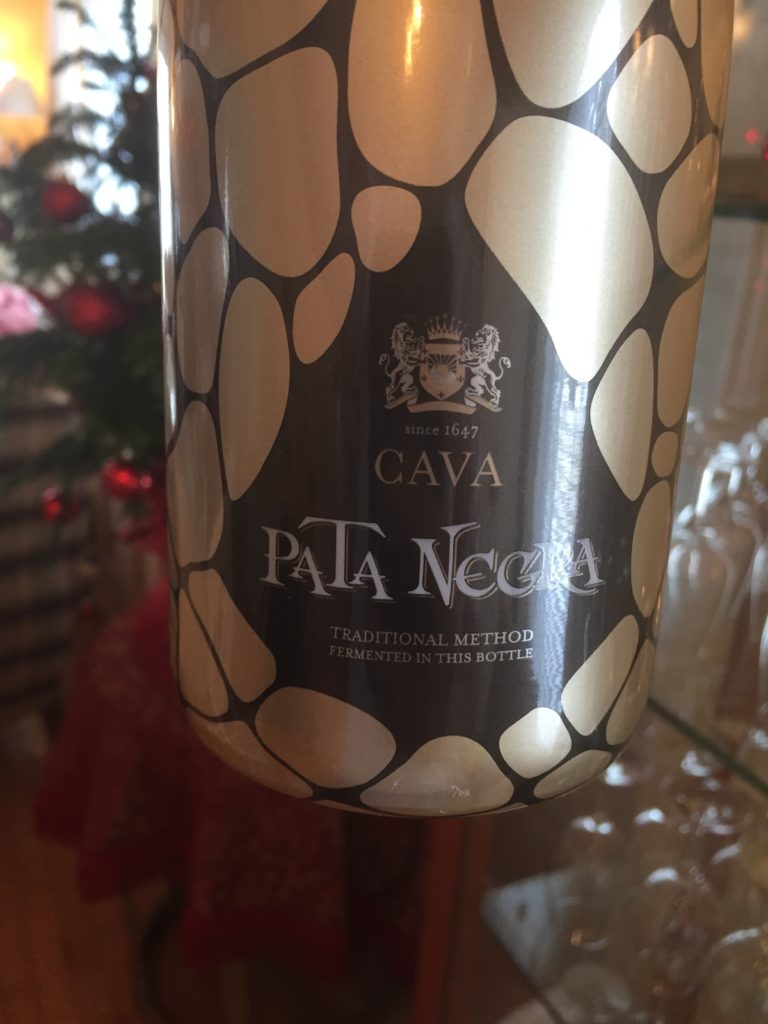 since 1647
CAVA
PATA NEGRA
TRADITIONAL METHOD
FERMENTED IN THIS BOTTLE